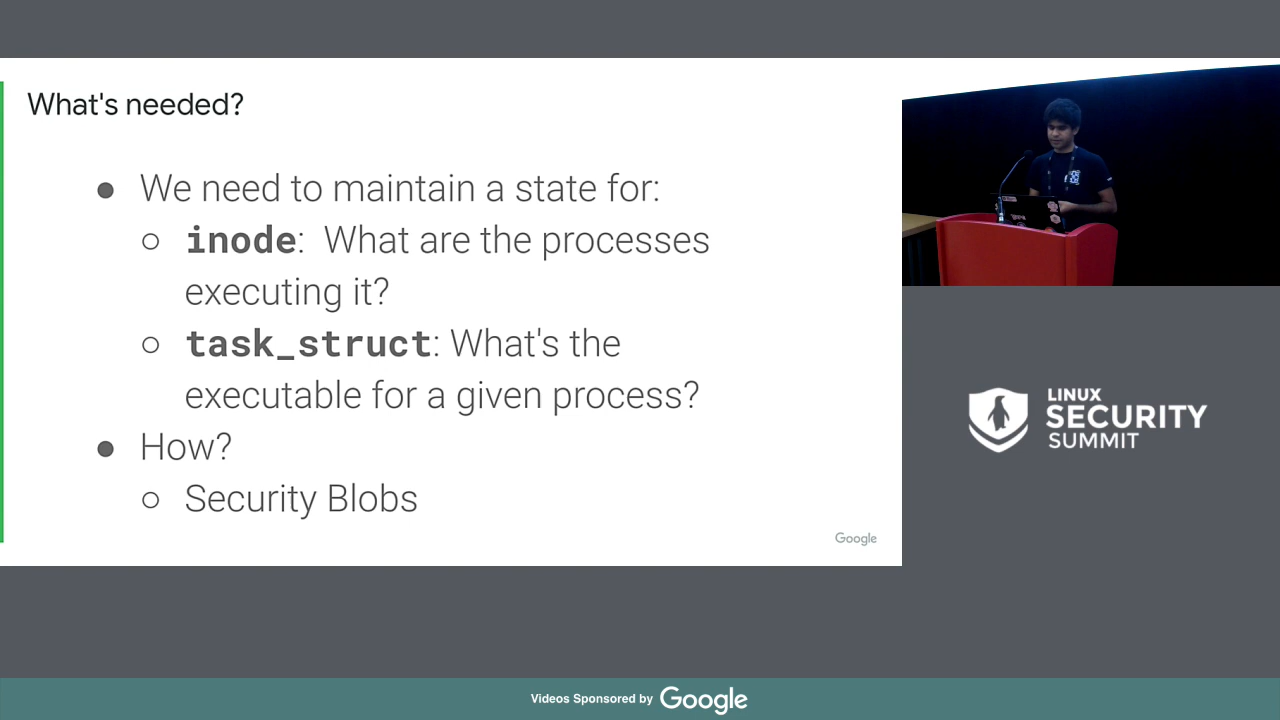 What's needed?
● We need to maintain a state for:
○ inode: What are the processes
executing it?
○ task_struct: What's the
executable for a given process?
● How?
○ Security Blobs
Google
LINUX
SECURITY
SUMMIT
Videos Sponsored by Google